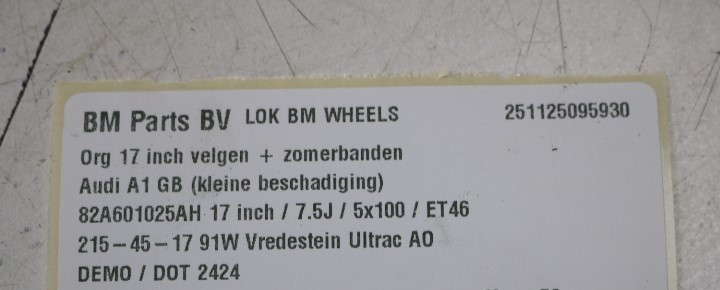 BM Parts BV LOK BM WHEELS 251125095930
Org 17 inch velgen + zomerbanden
Audi A1 GB (kleine beschadiging)
82A601025AH 17 inch / 7.5J / 5x100 / ET46
215-45-17 91W Vredestein Ultrac AO
DEMO / DOT 2424